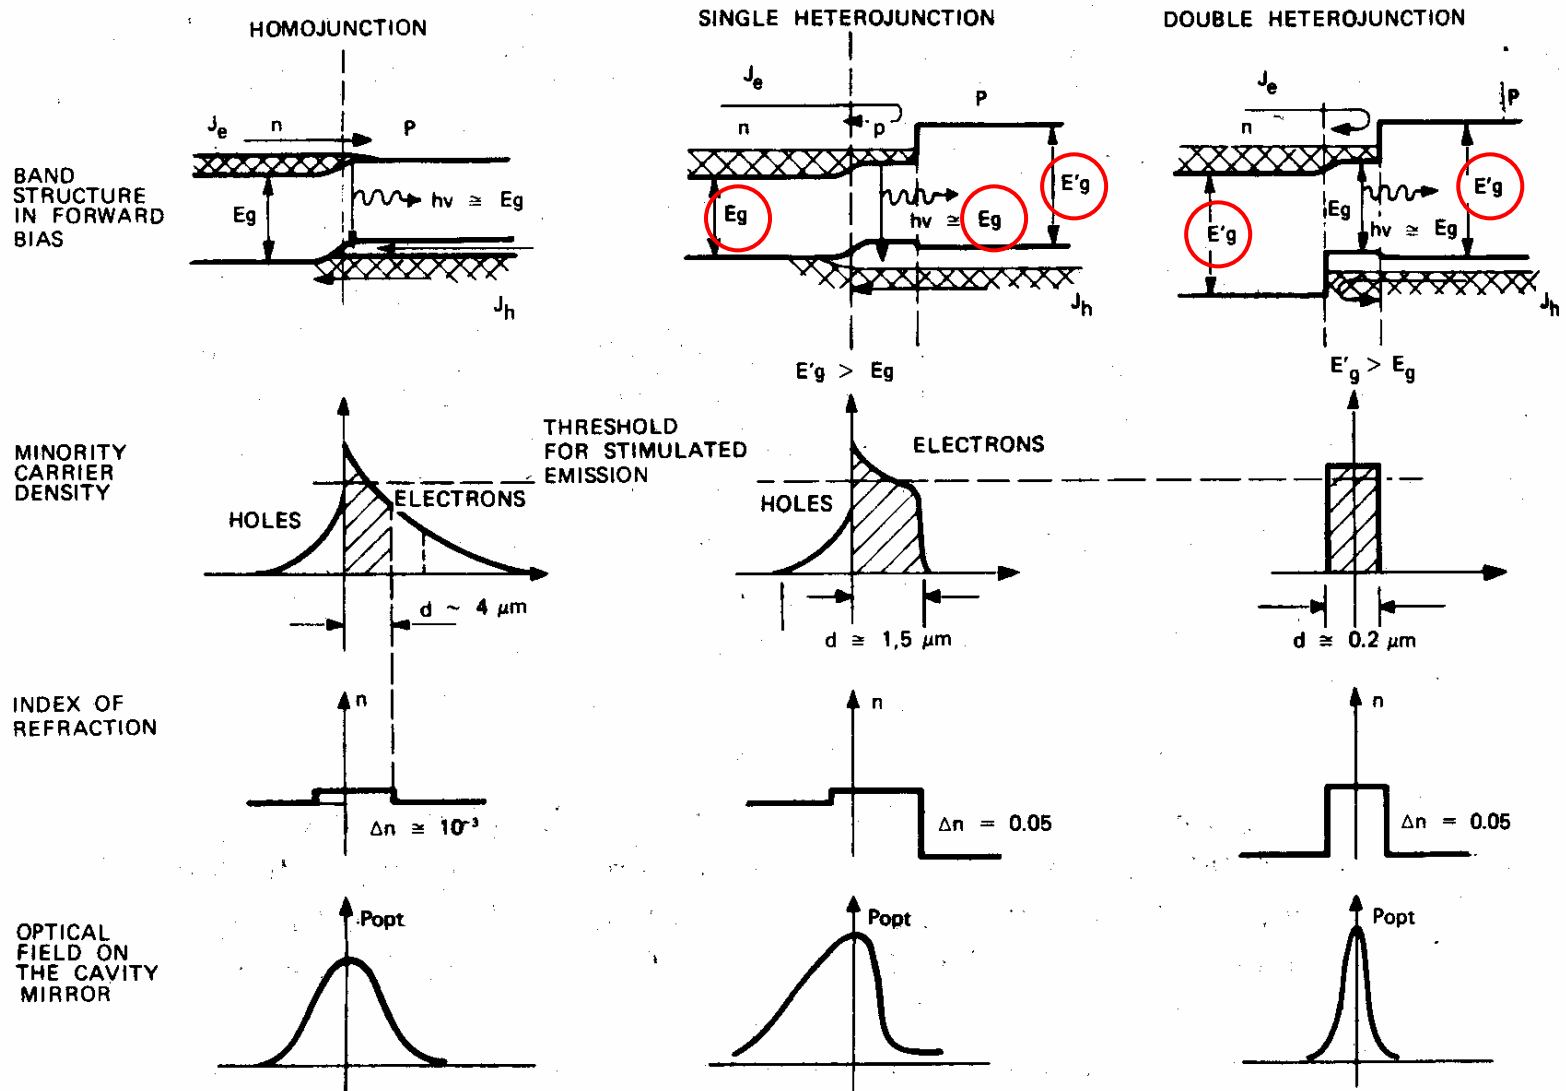 HOMOJUNCTION
SINGLE HETEROJUNCTION
DOUBLE HETEROJUNCTION
BAND
STRUCTURE
IN FORWARD
BIAS
Je
n
P
Eg
hν ≅ Eg
Jh
Je
n
p
P
Eg
hν ≅ Eg
E'g
Jh
E'g > Eg
Je
n
P
E'g
Eg
hν ≅ Eg
E'g
Jh
E'g > Eg
MINORITY
CARRIER
DENSITY
HOLES
ELECTRONS
d ~ 4 μm
THRESHOLD
FOR STIMULATED
EMISSION
HOLES
ELECTRONS
d ≅ 1,5 μm
d ≅ 0.2 μm
INDEX OF
REFRACTION
n
Δn ≅ 10⁻³
n
Δn = 0.05
n
Δn = 0.05
OPTICAL
FIELD ON
THE CAVITY
MIRROR
Popt
Popt
Popt